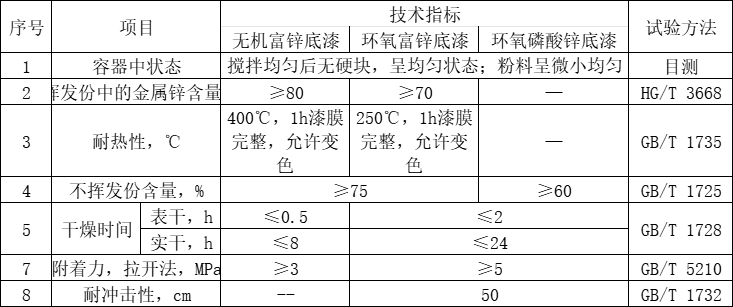 序号 项目 技术指标 试验方法
无机富锌底漆 环氧富锌底漆 环氧磷酸锌底漆
1 容器中状态 搅拌均匀后无硬块，呈均匀状态；粉料呈微小均匀 目测
2 挥发份中的金属锌含量 ≥80 ≥70 — HG/T 3668
3 耐热性，℃ 400℃，1h漆膜完整，允许变色 250℃，1h漆膜完整，允许变色 — GB/T 1735
4 不挥发份含量，% ≥75 ≥60 GB/T 1725
5 干燥时间 表干，h ≤0.5 ≤2 GB/T 1728
实干，h ≤8 ≤24
7 附着力，拉开法，MPa ≥3 ≥5 GB/T 5210
8 耐冲击性，cm -- 50 GB/T 1732